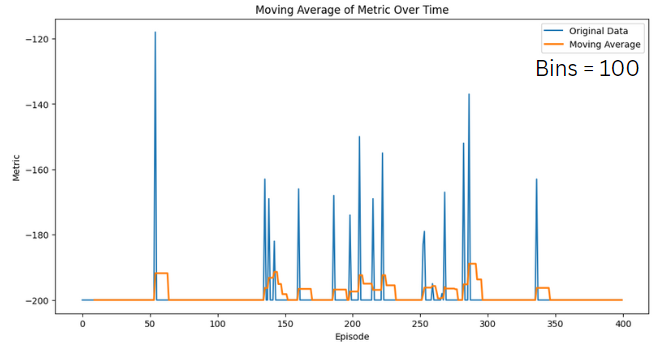 Moving Average of Metric Over Time
Original Data
Moving Average
Bins = 100
−120
−140
−160
−180
−200
Metric
0
50
100
150
200
250
300
350
400
Episode